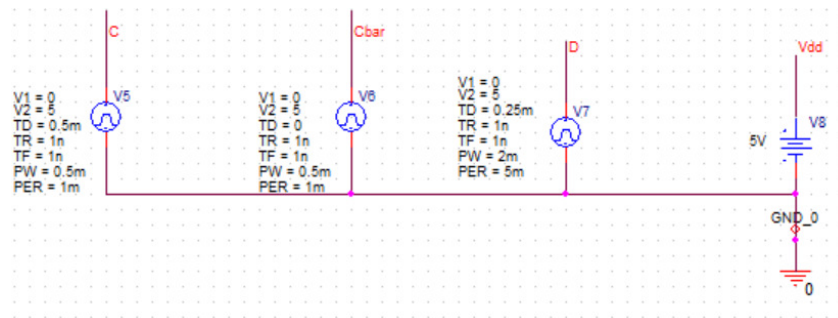 C
V5
V1 = 0
V2 = 5
TD = 0.5m
TR = 1n
TF = 1n
PW = 0.5m
PER = 1m
Cbar
V6
V1 = 0
V2 = 5
TD = 0
TR = 1n
TF = 1n
PW = 0.5m
PER = 1m
D
V7
V1 = 0
V2 = 5
TD = 0.25m
TR = 1n
TF = 1n
PW = 2m
PER = 5m
Vdd
V8
5V
GND_0
0